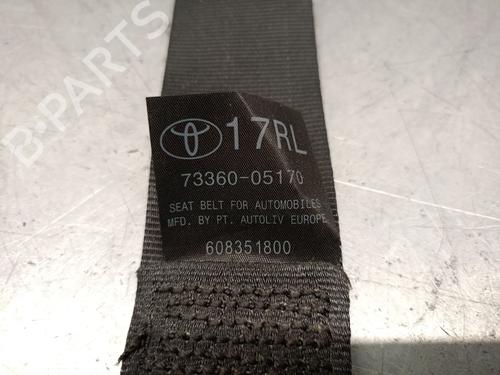 B-PARTS
17RL
73360-05170
SEAT BELT FOR AUTOMOBILES
MFD. BY PT. AUTOLIV EUROPE
608351800